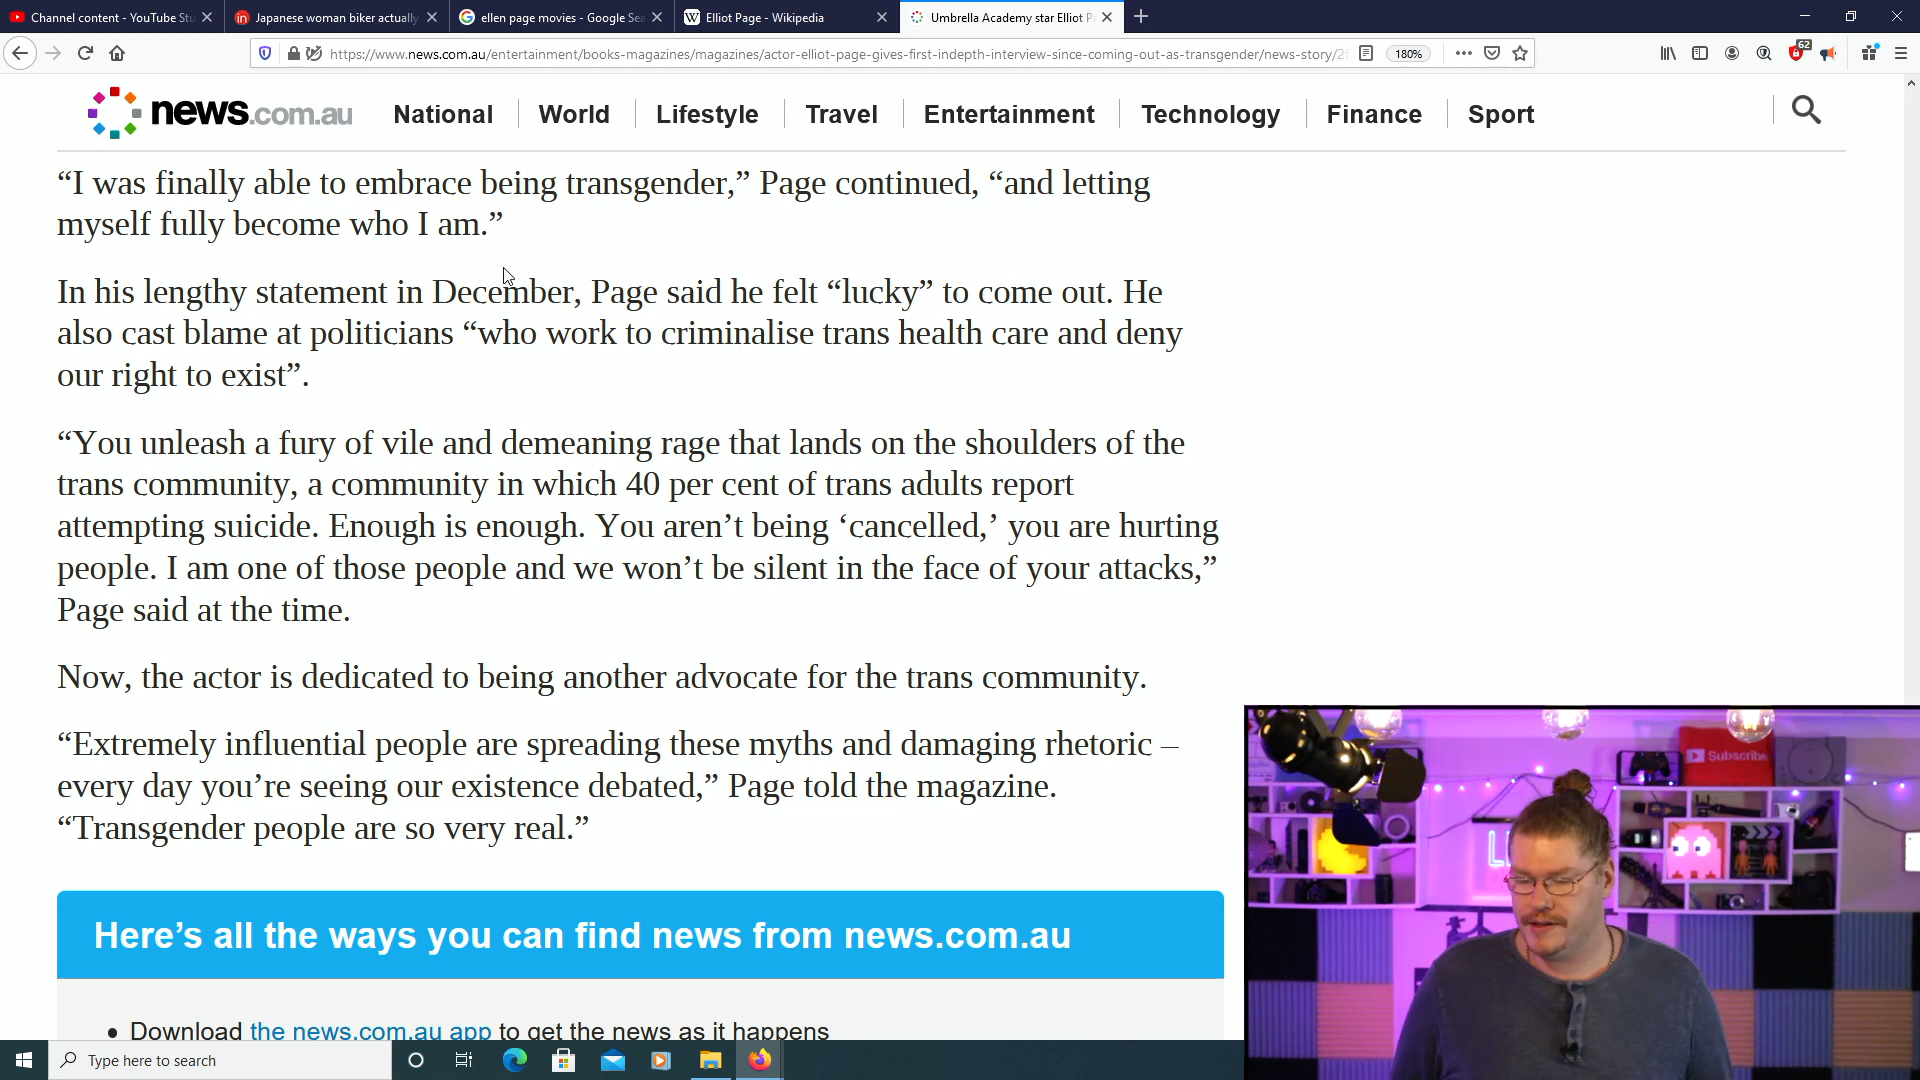 Channel content - YouTube Stu
Japanese woman biker actually
ellen page movies - Google Sea
Elliot Page - Wikipedia
Umbrella Academy star Elliot P
https://www.news.com.au/entertainment/books-magazines/magazines/actor-elliot-page-gives-first-indepth-interview-since-coming-out-as-transgender/news-story/2
180%
62
news.com.au
National
World
Lifestyle
Travel
Entertainment
Technology
Finance
Sport
“I was finally able to embrace being transgender,” Page continued, “and letting
myself fully become who I am.”
In his lengthy statement in December, Page said he felt “lucky” to come out. He
also cast blame at politicians “who work to criminalise trans health care and deny
our right to exist”.
“You unleash a fury of vile and demeaning rage that lands on the shoulders of the
trans community, a community in which 40 per cent of trans adults report
attempting suicide. Enough is enough. You aren’t being ‘cancelled,’ you are hurting
people. I am one of those people and we won’t be silent in the face of your attacks,”
Page said at the time.
Now, the actor is dedicated to being another advocate for the trans community.
“Extremely influential people are spreading these myths and damaging rhetoric –
every day you’re seeing our existence debated,” Page told the magazine.
“Transgender people are so very real.”
Subscribe
Here’s all the ways you can find news from news.com.au
Download the news.com.au app to get the news as it happens
Type here to search